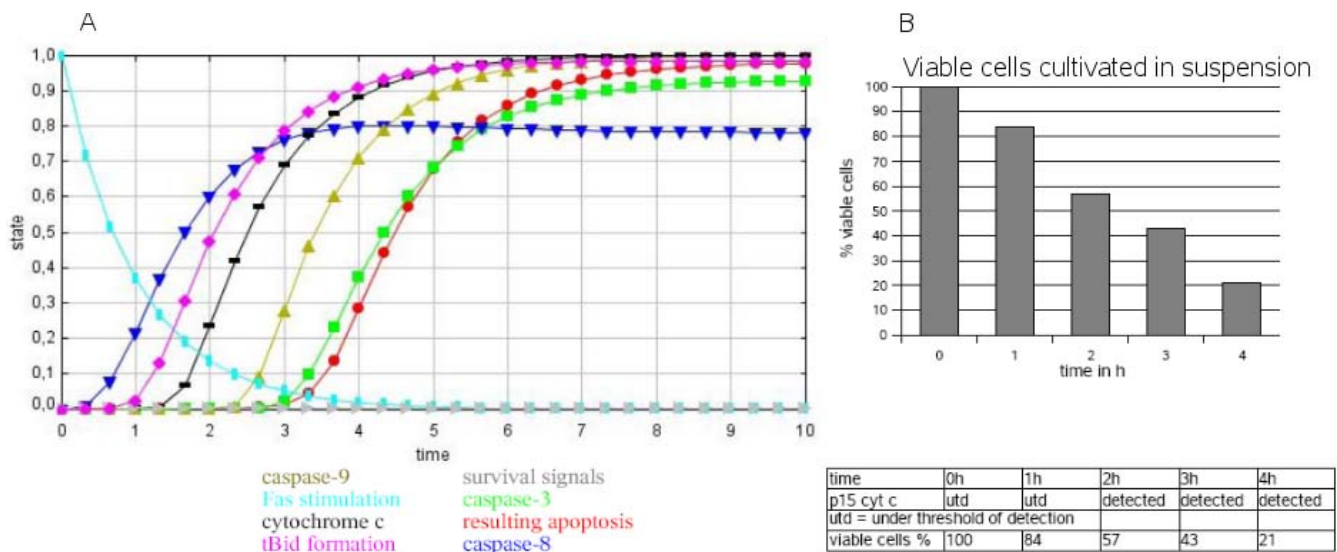 A
1,0
0,9
0,8
0,7
0,6
0,5
0,4
0,3
0,2
0,1
0,0
state
0 1 2 3 4 5 6 7 8 9 10
time
caspase-9 survival signals
Fas stimulation caspase-3
cytochrome c resulting apoptosis
tBid formation caspase-8
B
Viable cells cultivated in suspension
100
90
80
70
60
50
40
30
20
10
0
% viable cells
0 1 2 3 4
time in h
time 0h 1h 2h 3h 4h
p15 cyt c utd utd detected detected detected
utd = under threshold of detection
viable cells % 100 84 57 43 21